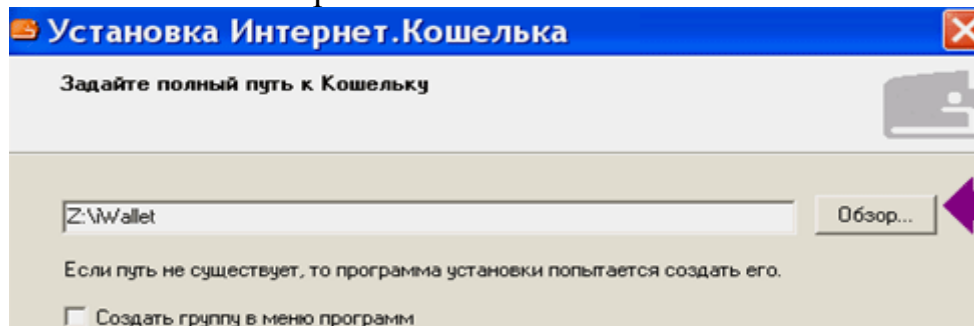 Установка Интернет.Кошелька
Задайте полный путь к Кошельку
Z:\iWallet
Обзор...
Если путь не существует, то программа установки попытается создать его.
Создать группу в меню программ